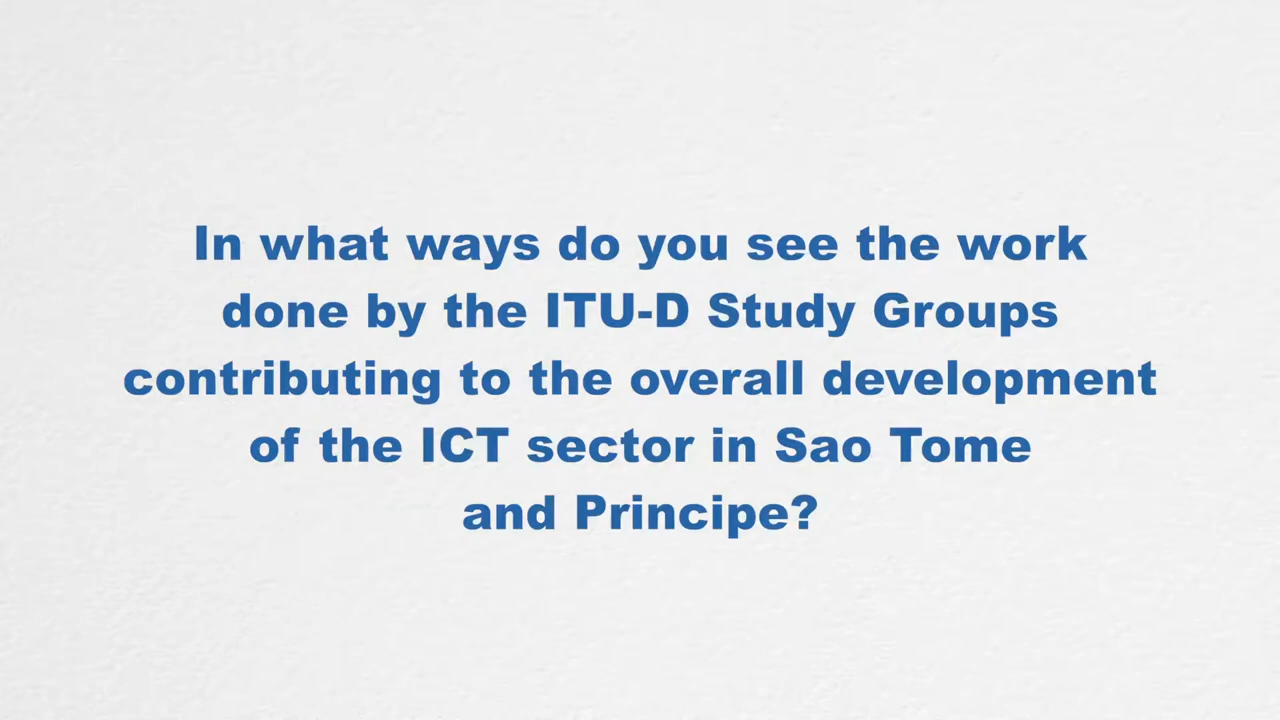 In what ways do you see the work
done by the ITU-D Study Groups
contributing to the overall development
of the ICT sector in Sao Tome
and Principe?